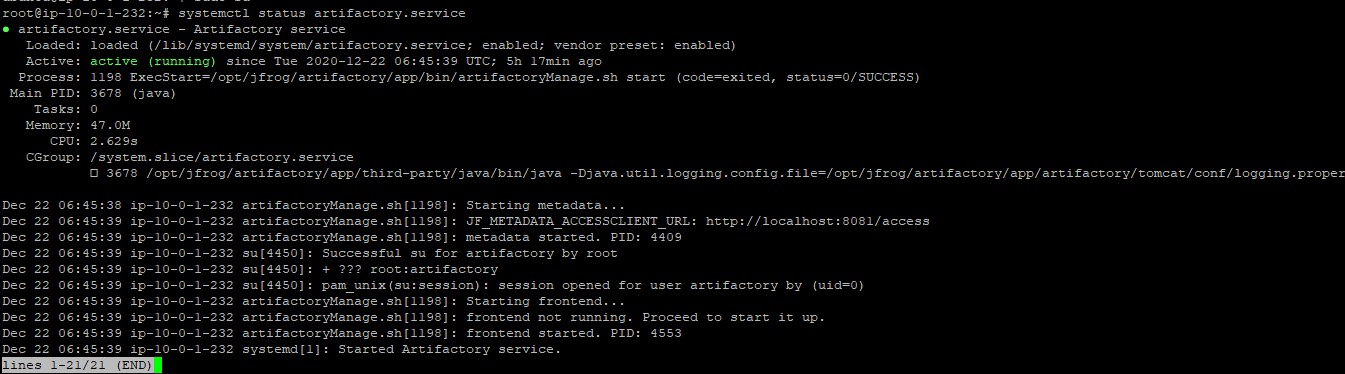 root@ip-10-0-1-232:~# systemctl status artifactory.service
● artifactory.service - Artifactory service
Loaded: loaded (/lib/systemd/system/artifactory.service; enabled; vendor preset: enabled)
Active: active (running) since Tue 2020-12-22 06:45:39 UTC; 5h 17min ago
Process: 1198 ExecStart=/opt/jfrog/artifactory/app/bin/artifactoryManage.sh start (code=exited, status=0/SUCCESS)
Main PID: 3678 (java)
Tasks: 0
Memory: 47.0M
CPU: 2.629s
CGroup: /system.slice/artifactory.service
3678 /opt/jfrog/artifactory/app/third-party/java/bin/java -Djava.util.logging.config.file=/opt/jfrog/artifactory/app/artifactory/tomcat/conf/logging.proper
Dec 22 06:45:38 ip-10-0-1-232 artifactoryManage.sh[1198]: Starting metadata...
Dec 22 06:45:39 ip-10-0-1-232 artifactoryManage.sh[1198]: JF_METADATA_ACCESSCLIENT_URL: http://localhost:8081/access
Dec 22 06:45:39 ip-10-0-1-232 artifactoryManage.sh[1198]: metadata started. PID: 4409
Dec 22 06:45:39 ip-10-0-1-232 su[4450]: Successful su for artifactory by root
Dec 22 06:45:39 ip-10-0-1-232 su[4450]: + ??? root:artifactory
Dec 22 06:45:39 ip-10-0-1-232 su[4450]: pam_unix(su:session): session opened for user artifactory by (uid=0)
Dec 22 06:45:39 ip-10-0-1-232 artifactoryManage.sh[1198]: Starting frontend...
Dec 22 06:45:39 ip-10-0-1-232 artifactoryManage.sh[1198]: frontend not running. Proceed to start it up.
Dec 22 06:45:39 ip-10-0-1-232 artifactoryManage.sh[1198]: frontend started. PID: 4553
Dec 22 06:45:39 ip-10-0-1-232 systemd[1]: Started Artifactory service.
lines 1-21/21 (END)